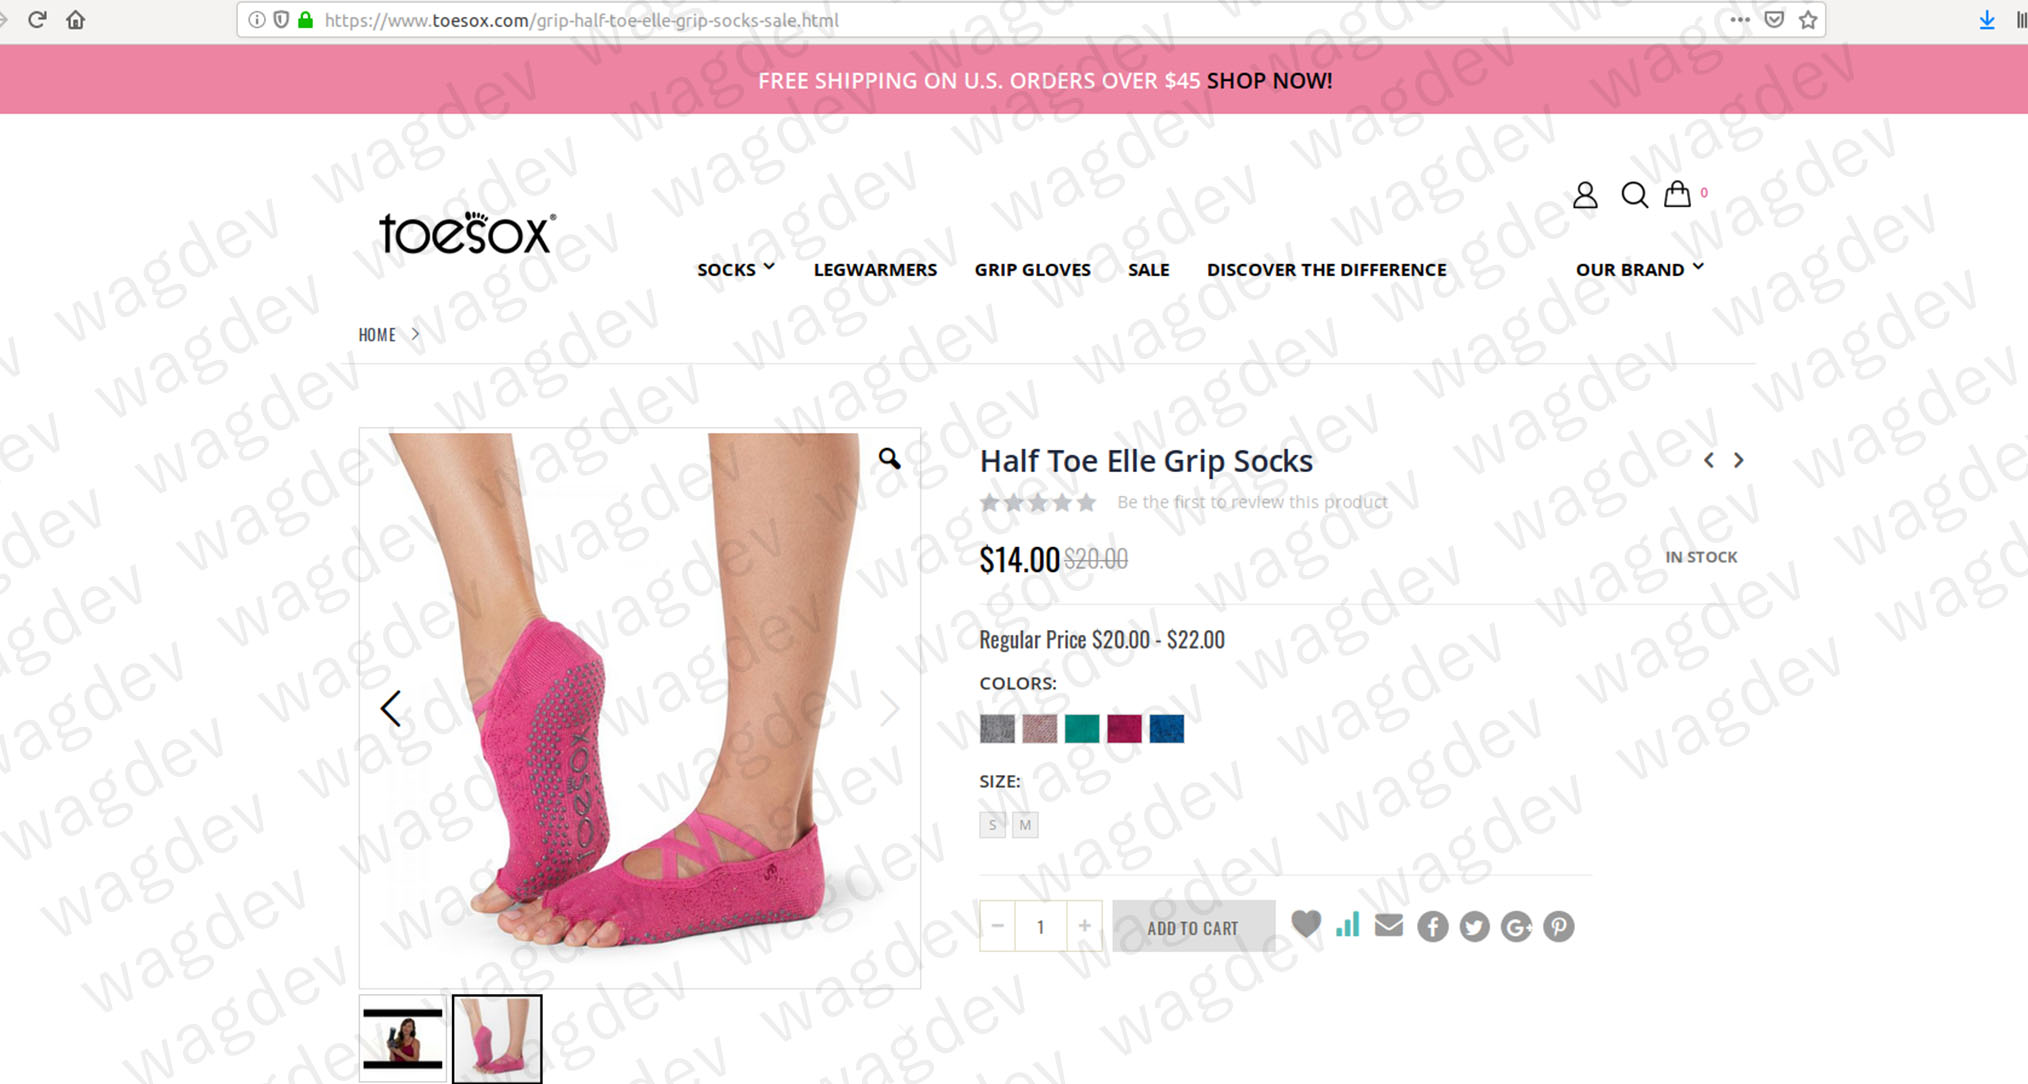 https://www.toesox.com/grip-half-toe-elle-grip-socks-sale.html
FREE SHIPPING ON U.S. ORDERS OVER $45 SHOP NOW!
0
toesox®
SOCKS LEGWARMERS GRIP GLOVES SALE DISCOVER THE DIFFERENCE OUR BRAND
HOME
Half Toe Elle Grip Socks
Be the first to review this product
$14.00 $20.00
IN STOCK
Regular Price $20.00 - $22.00
COLORS:
SIZE:
S M
1
ADD TO CART
toesox
wagdev